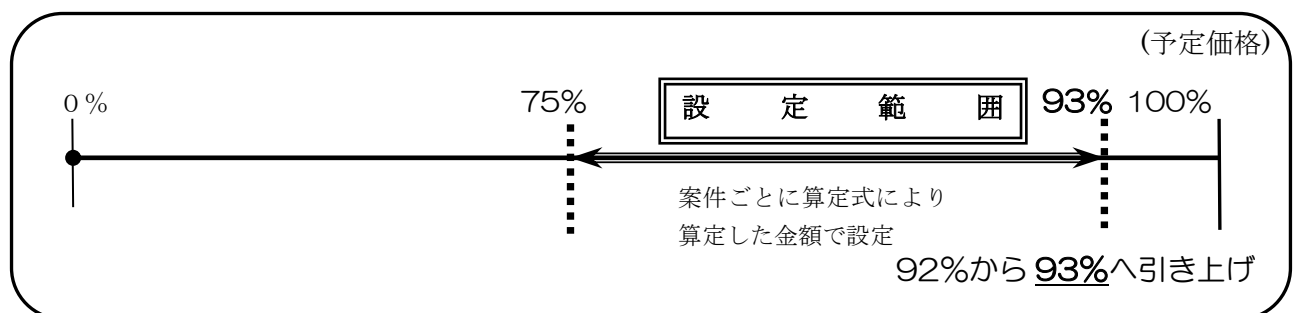 (予定価格)
0% 75% 設定範囲 93% 100%
案件ごとに算定式により
算定した金額で設定
92%から93%へ引き上げ